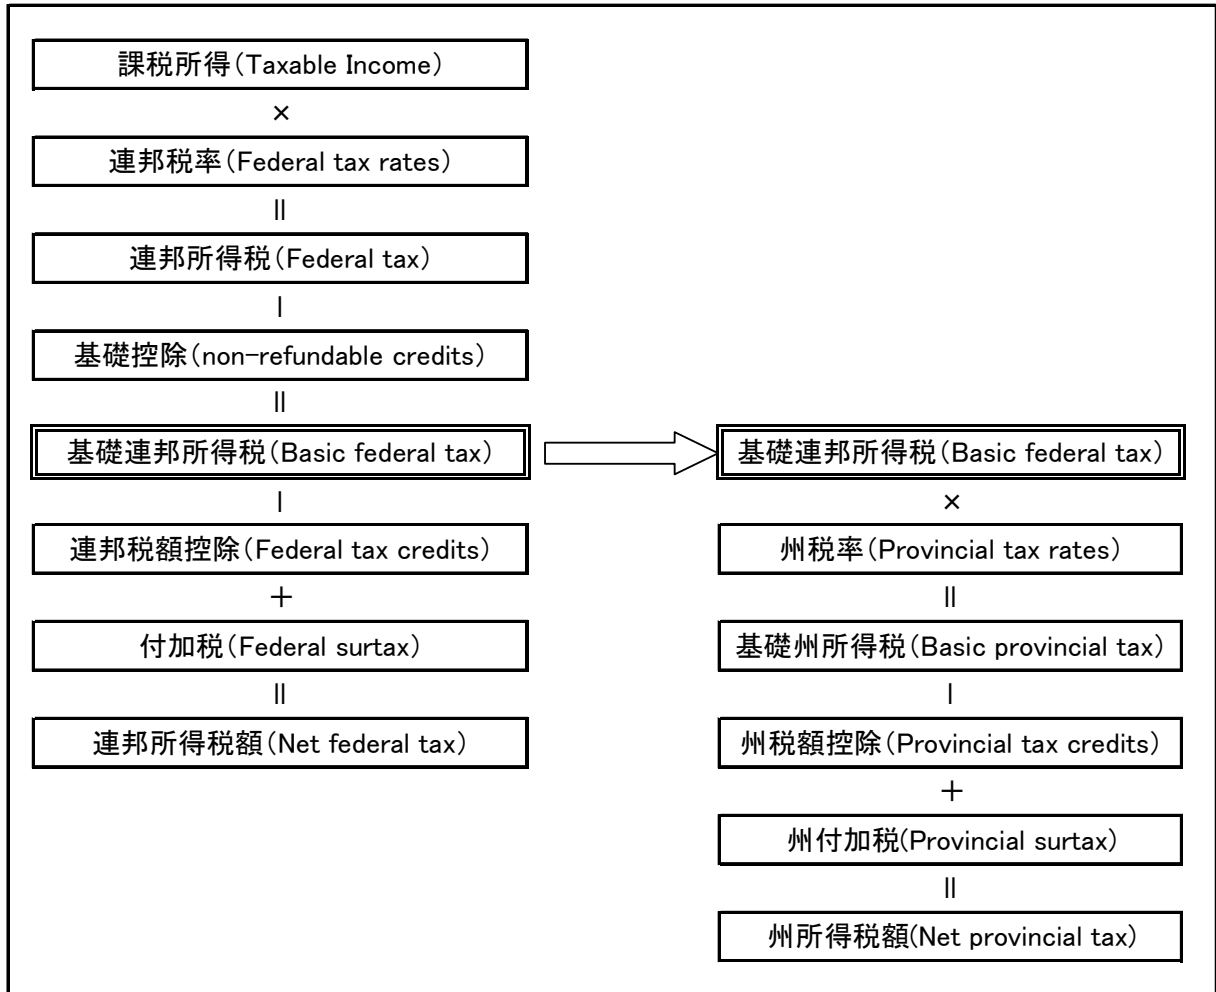 課税所得(Taxable Income)
×
連邦税率(Federal tax rates)
||
連邦所得税(Federal tax)
|
基礎控除(non-refundable credits)
||
基礎連邦所得税(Basic federal tax)
|
連邦税額控除(Federal tax credits)
+
付加税(Federal surtax)
||
連邦所得税額(Net federal tax)
基礎連邦所得税(Basic federal tax)
×
州税率(Provincial tax rates)
||
基礎州所得税(Basic provincial tax)
|
州税額控除(Provincial tax credits)
+
州付加税(Provincial surtax)
||
州所得税額(Net provincial tax)